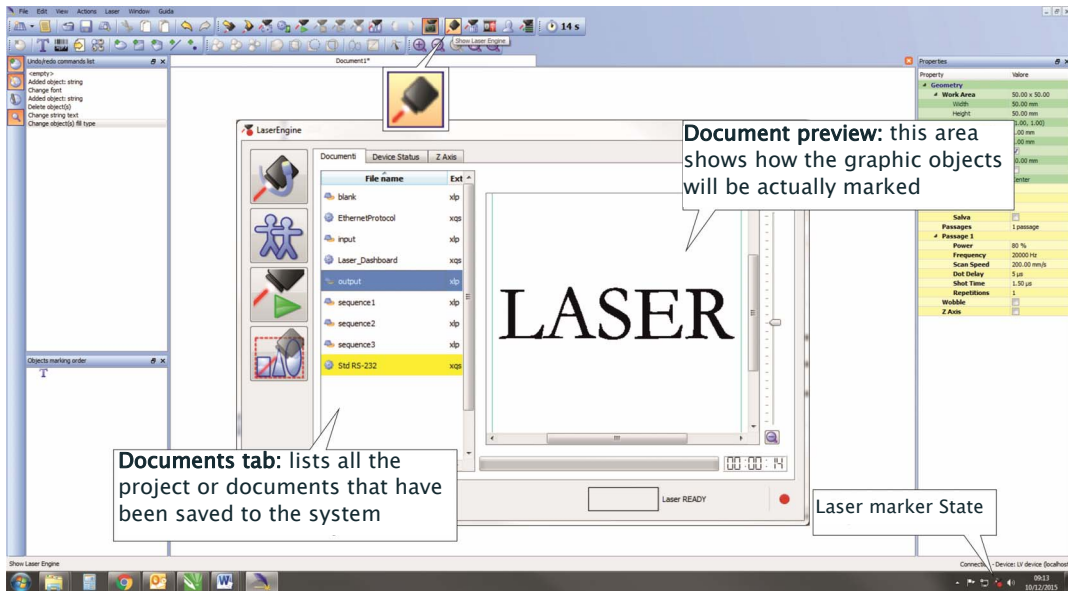 File Edit View Actions Laser Window Guida
14 s
Show Laser Engine
Undo/redo commands list
<empty>
Added object: string
Change font
Added object: string
Delete object(s)
Change string text
Change object(s) fill type
Objects marking order
T
Document1*
LaserEngine
Documenti Device Status Z Axis
File name Ext
blank xlp
EthernetProtocol xqs
input xlp
Laser_Dashboard xqs
output xlp
sequence1 xlp
sequence2 xlp
sequence3 xlp
Std RS-232 xqs
LASER
00:00:14
Laser READY
Document preview: this area
shows how the graphic objects
will be actually marked
Documents tab: lists all the
project or documents that have
been saved to the system
Laser marker State
Properties
Property Valore
Geometry
Work Area 50.00 x 50.00
Width 50.00 mm
Height 50.00 mm
Salva
Passages 1 passage
Passage 1
Power 80 %
Frequency 20000 Hz
Scan Speed 200.00 mm/s
Dot Delay 5 µs
Shot Time 1.50 µs
Repetitions 1
Wobble
Z Axis
Show Laser Engine
Device: LV device (localhost
09:13
10/12/2015